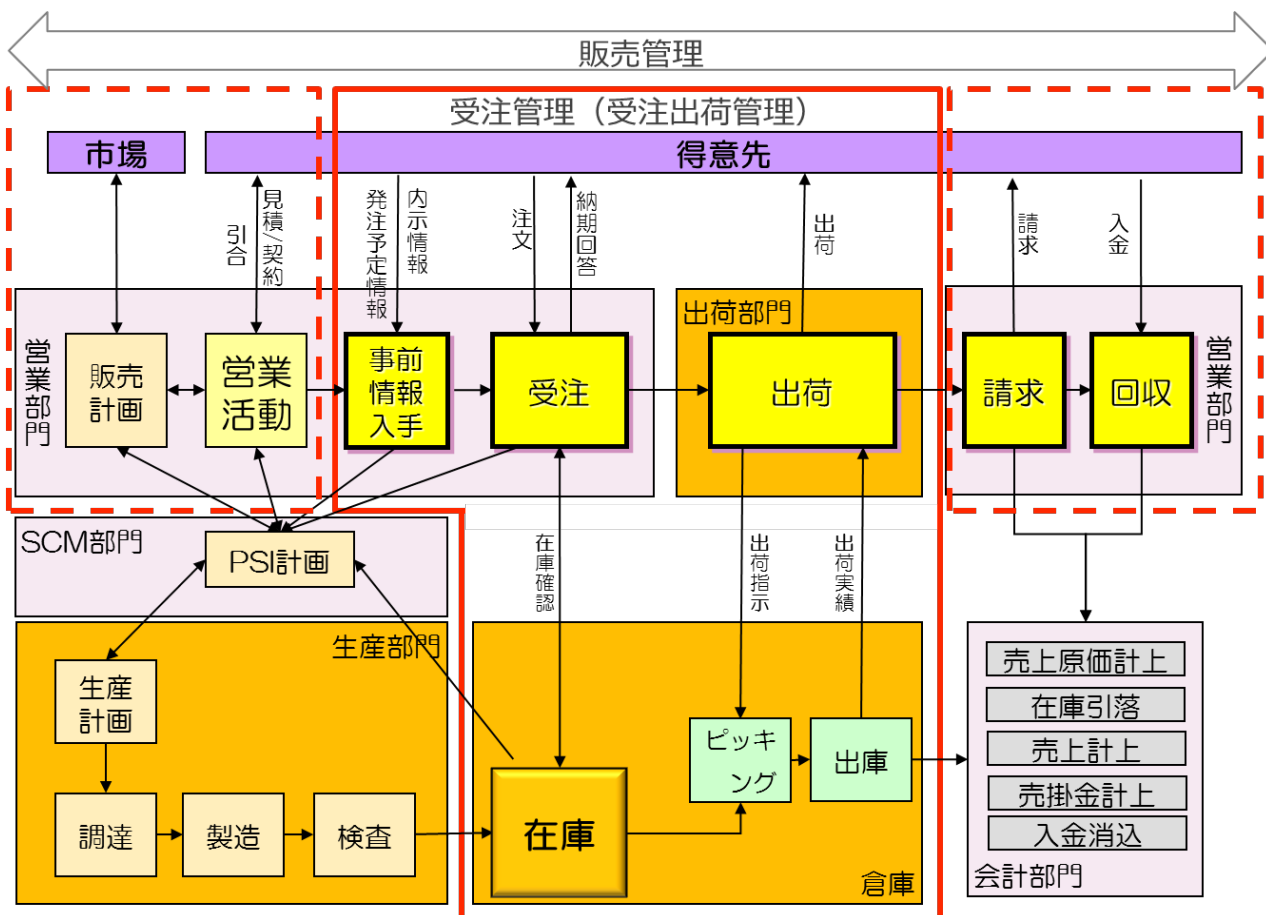 販売管理
受注管理（受注出荷管理）
市場
得意先
引合
見積/契約
発注予定情報
内示情報
注文
納期回答
出荷
請求
入金
営業部門
販売
計画
営業
活動
事前
情報
入手
受注
出荷部門
出荷
請求
回収
営業部門
SCM部門
PSI計画
在庫確認
出荷指示
出荷実績
生産部門
生産
計画
調達
製造
検査
在庫
ピッキ
ング
出庫
倉庫
売上原価計上
在庫引落
売上計上
売掛金計上
入金消込
会計部門